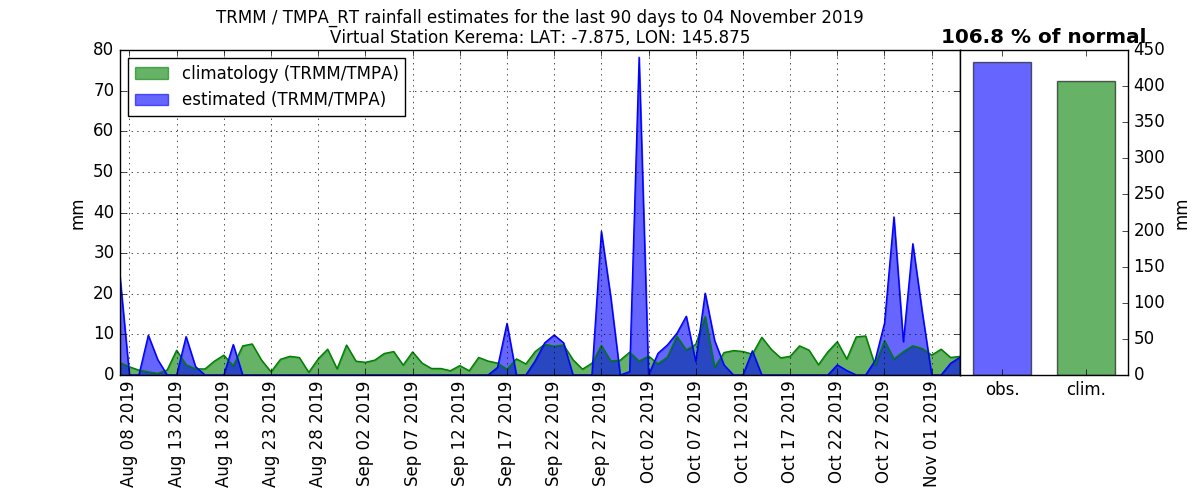 TRMM / TMPA_RT rainfall estimates for the last 90 days to 04 November 2019
Virtual Station Kerema: LAT: -7.875, LON: 145.875
106.8 % of normal
climatology (TRMM/TMPA)
estimated (TRMM/TMPA)
mm
80
70
60
50
40
30
20
10
0
Aug 08 2019
Aug 13 2019
Aug 18 2019
Aug 23 2019
Aug 28 2019
Sep 02 2019
Sep 07 2019
Sep 12 2019
Sep 17 2019
Sep 22 2019
Sep 27 2019
Oct 02 2019
Oct 07 2019
Oct 12 2019
Oct 17 2019
Oct 22 2019
Oct 27 2019
Nov 01 2019
obs.
clim.
450
400
350
300
250
200
150
100
50
0
mm